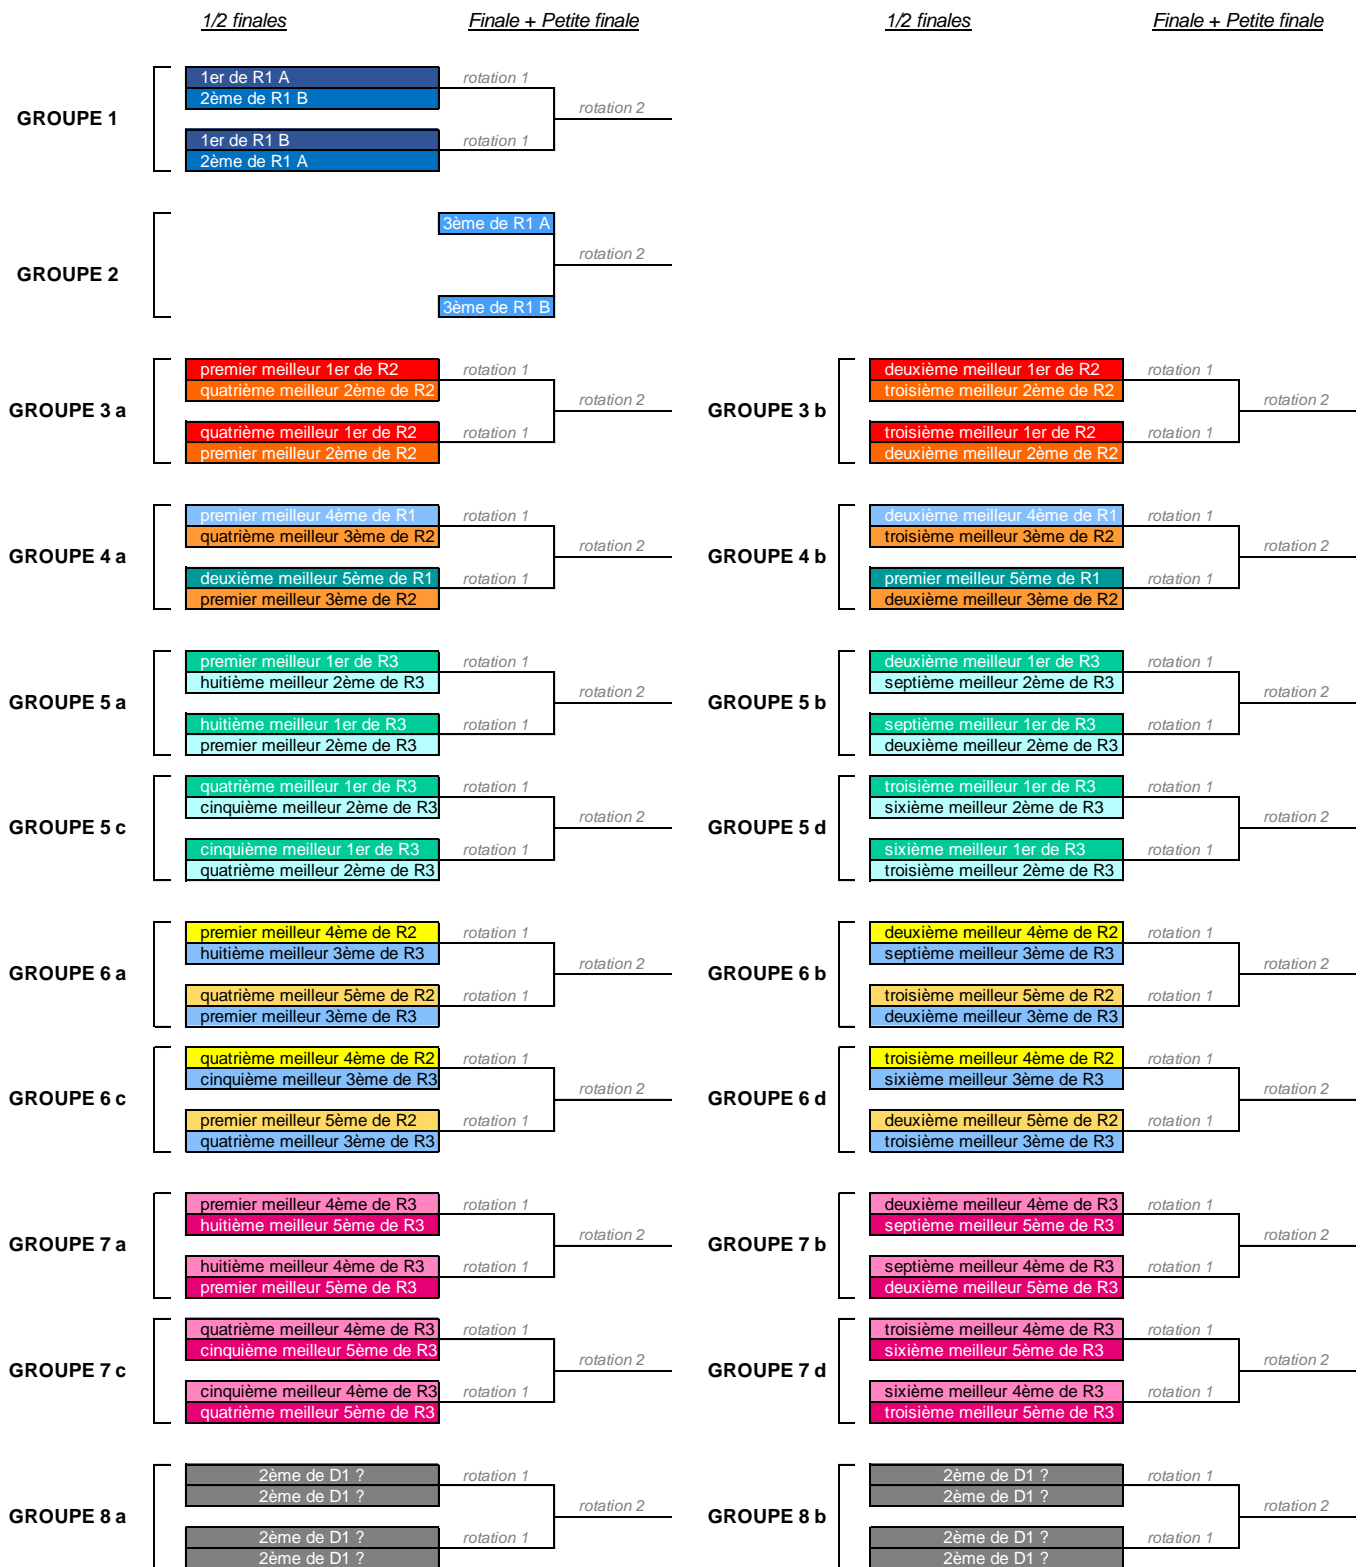 1/2 finales Finale + Petite finale 1/2 finales Finale + Petite finale
1er de R1 A rotation 1
2ème de R1 B
GROUPE 1 rotation 2
1er de R1 B rotation 1
2ème de R1 A
3ème de R1 A
GROUPE 2 rotation 2
3ème de R1 B
premier meilleur 1er de R2 rotation 1 deuxième meilleur 1er de R2 rotation 1
quatrième meilleur 2ème de R2 troisième meilleur 2ème de R2
GROUPE 3 a rotation 2 GROUPE 3 b rotation 2
quatrième meilleur 1er de R2 rotation 1 troisième meilleur 1er de R2 rotation 1
premier meilleur 2ème de R2 deuxième meilleur 2ème de R2
premier meilleur 4ème de R1 rotation 1 deuxième meilleur 4ème de R1 rotation 1
quatrième meilleur 3ème de R2 troisième meilleur 3ème de R2
GROUPE 4 a rotation 2 GROUPE 4 b rotation 2
deuxième meilleur 5ème de R1 rotation 1 premier meilleur 5ème de R1 rotation 1
premier meilleur 3ème de R2 deuxième meilleur 3ème de R2
premier meilleur 1er de R3 rotation 1 deuxième meilleur 1er de R3 rotation 1
huitième meilleur 2ème de R3 septième meilleur 2ème de R3
GROUPE 5 a rotation 2 GROUPE 5 b rotation 2
huitième meilleur 1er de R3 rotation 1 septième meilleur 1er de R3 rotation 1
premier meilleur 2ème de R3 deuxième meilleur 2ème de R3
quatrième meilleur 1er de R3 rotation 1 troisième meilleur 1er de R3 rotation 1
cinquième meilleur 2ème de R3 sixième meilleur 2ème de R3
GROUPE 5 c rotation 2 GROUPE 5 d rotation 2
cinquième meilleur 1er de R3 rotation 1 sixième meilleur 1er de R3 rotation 1
quatrième meilleur 2ème de R3 troisième meilleur 2ème de R3
premier meilleur 4ème de R2 rotation 1 deuxième meilleur 4ème de R2 rotation 1
huitième meilleur 3ème de R3 septième meilleur 3ème de R3
GROUPE 6 a rotation 2 GROUPE 6 b rotation 2
quatrième meilleur 5ème de R2 rotation 1 troisième meilleur 5ème de R2 rotation 1
premier meilleur 3ème de R3 deuxième meilleur 3ème de R3
quatrième meilleur 4ème de R2 rotation 1 troisième meilleur 4ème de R2 rotation 1
cinquième meilleur 3ème de R3 sixième meilleur 3ème de R3
GROUPE 6 c rotation 2 GROUPE 6 d rotation 2
premier meilleur 5ème de R2 rotation 1 deuxième meilleur 5ème de R2 rotation 1
quatrième meilleur 3ème de R3 troisième meilleur 3ème de R3
premier meilleur 4ème de R3 rotation 1 deuxième meilleur 4ème de R3 rotation 1
huitième meilleur 5ème de R3 septième meilleur 5ème de R3
GROUPE 7 a rotation 2 GROUPE 7 b rotation 2
huitième meilleur 4ème de R3 rotation 1 septième meilleur 4ème de R3 rotation 1
premier meilleur 5ème de R3 deuxième meilleur 5ème de R3
quatrième meilleur 4ème de R3 rotation 1 troisième meilleur 4ème de R3 rotation 1
cinquième meilleur 5ème de R3 sixième meilleur 5ème de R3
GROUPE 7 c rotation 2 GROUPE 7 d rotation 2
cinquième meilleur 4ème de R3 rotation 1 sixième meilleur 4ème de R3 rotation 1
quatrième meilleur 5ème de R3 troisième meilleur 5ème de R3
2ème de D1 ? rotation 1 2ème de D1 ? rotation 1
2ème de D1 ? 2ème de D1 ?
GROUPE 8 a rotation 2 GROUPE 8 b rotation 2
2ème de D1 ? rotation 1 2ème de D1 ? rotation 1
2ème de D1 ? 2ème de D1 ?